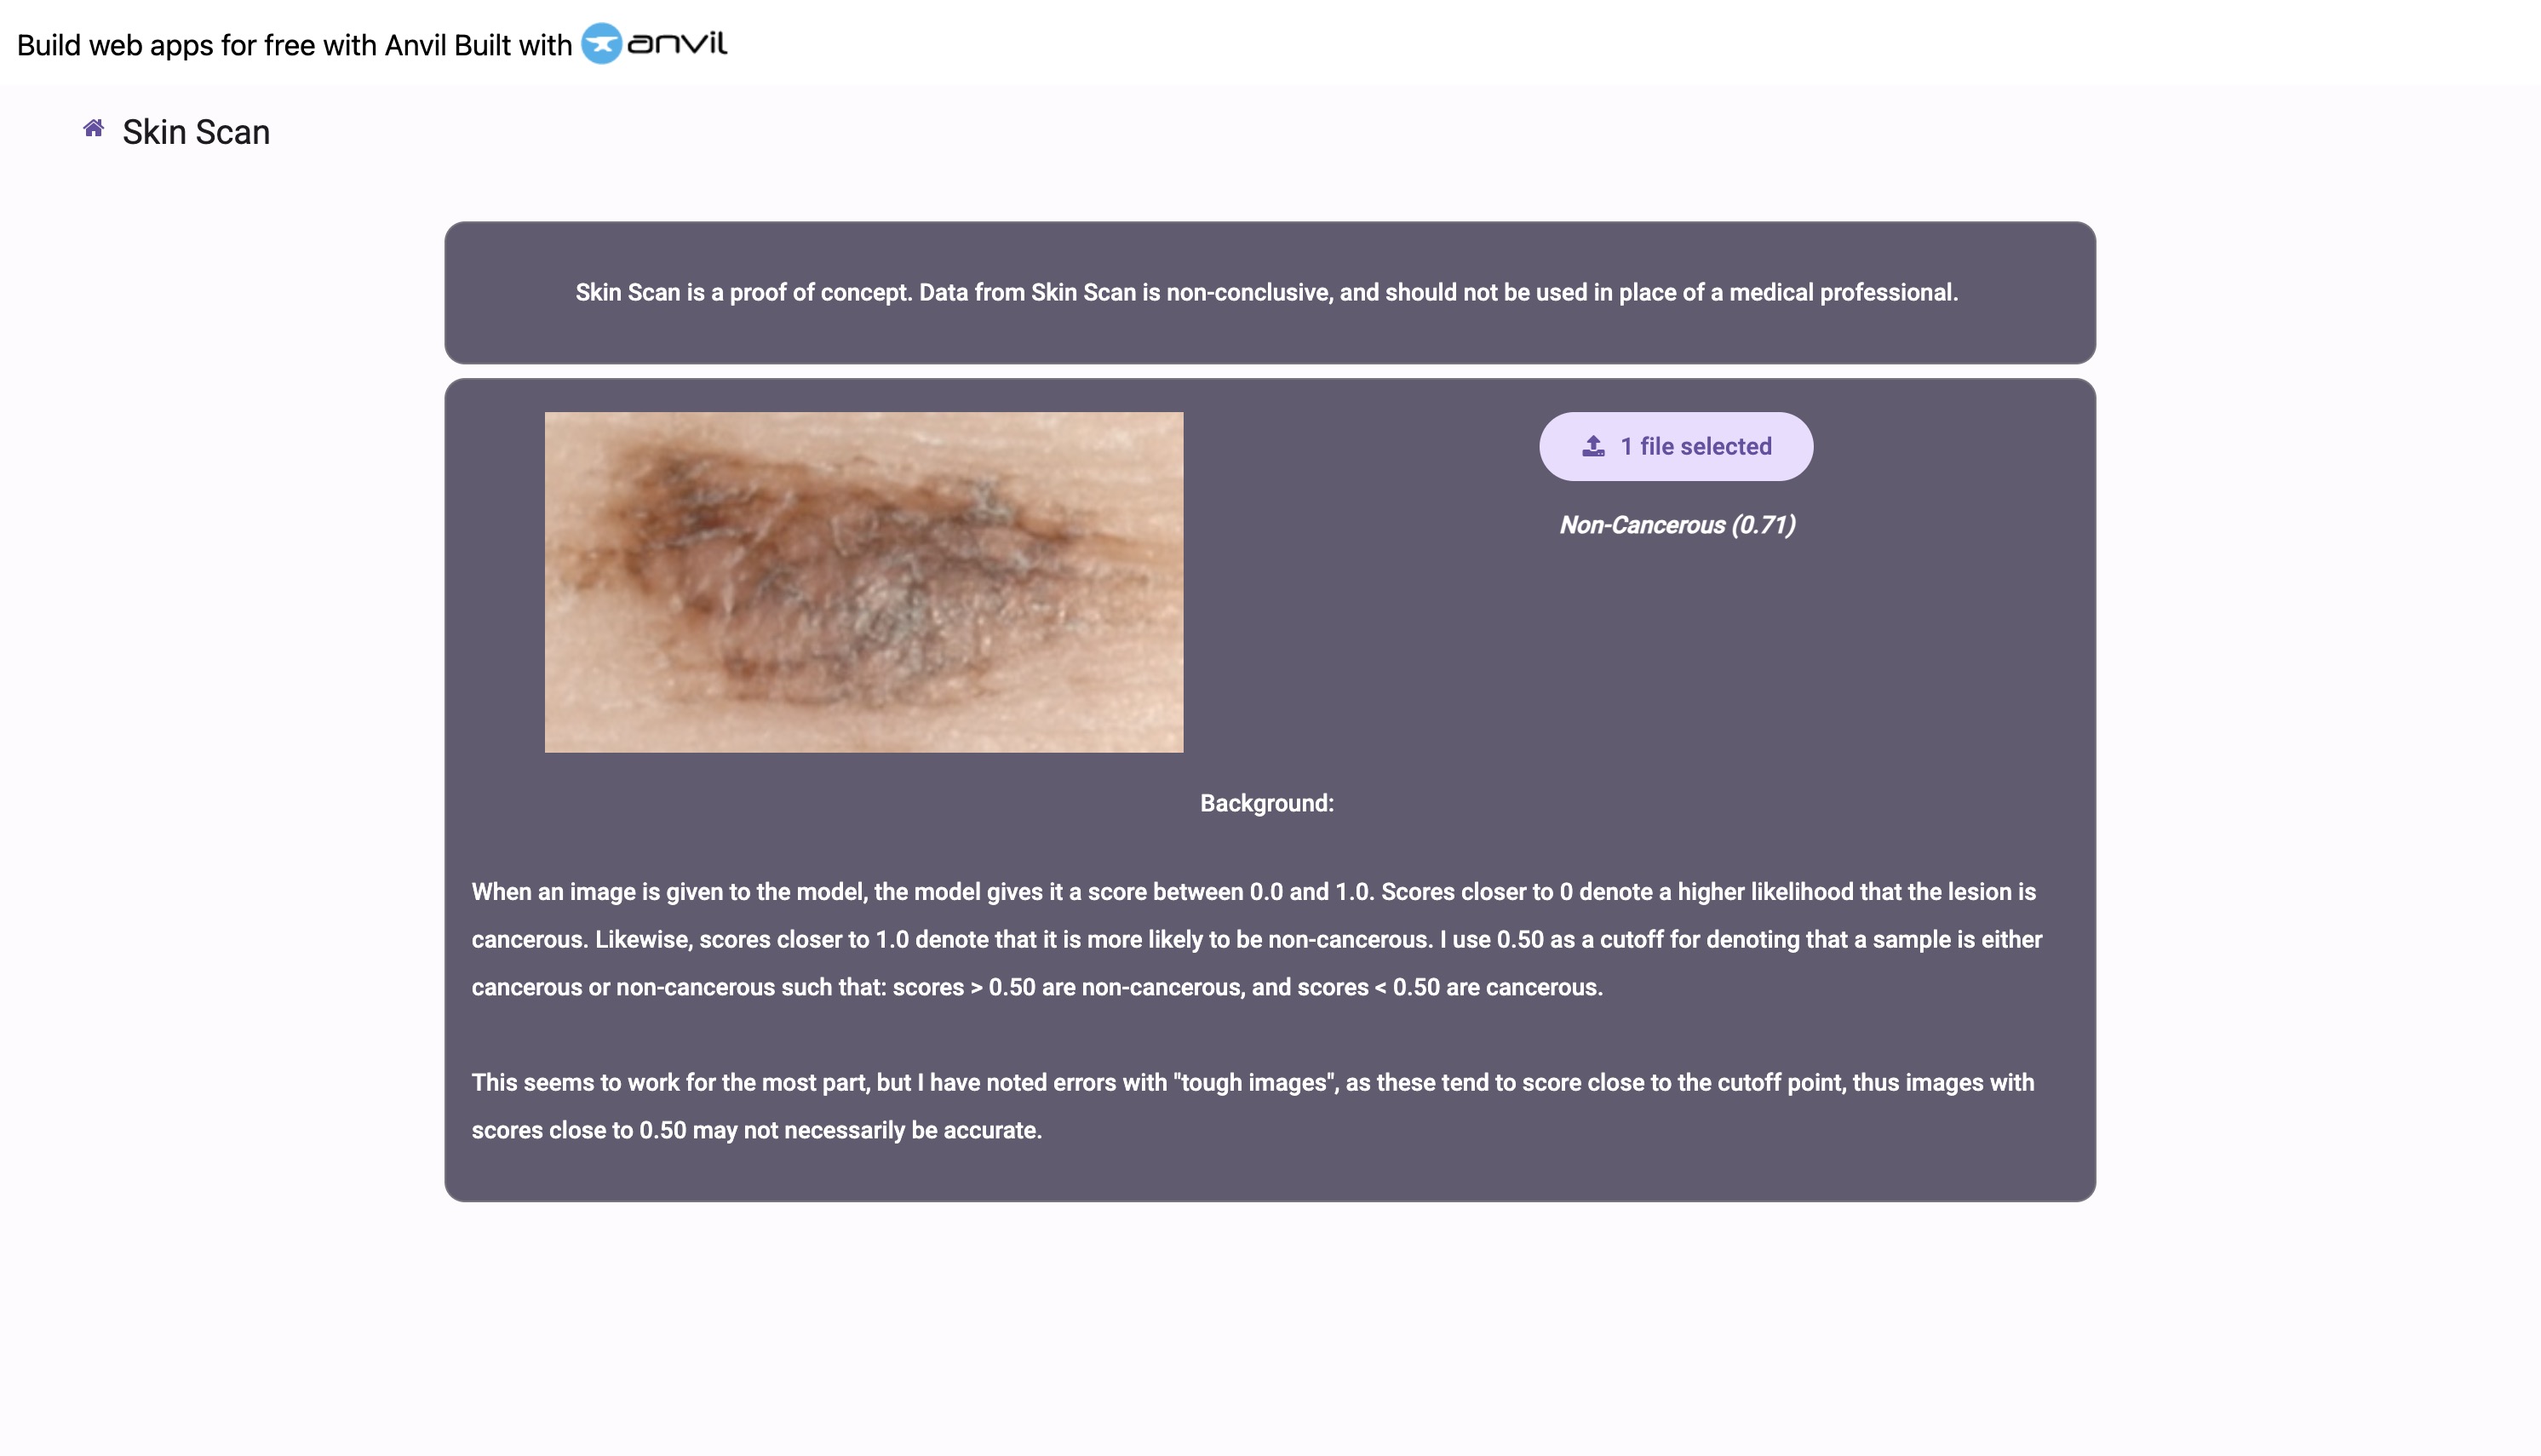 Build web apps for free with Anvil Built with anvil
Skin Scan
Skin Scan is a proof of concept. Data from Skin Scan is non-conclusive, and should not be used in place of a medical professional.
1 file selected
Non-Cancerous (0.71)
Background:
When an image is given to the model, the model gives it a score between 0.0 and 1.0. Scores closer to 0 denote a higher likelihood that the lesion is
cancerous. Likewise, scores closer to 1.0 denote that it is more likely to be non-cancerous. I use 0.50 as a cutoff for denoting that a sample is either
cancerous or non-cancerous such that: scores > 0.50 are non-cancerous, and scores < 0.50 are cancerous.
This seems to work for the most part, but I have noted errors with "tough images", as these tend to score close to the cutoff point, thus images with
scores close to 0.50 may not necessarily be accurate.